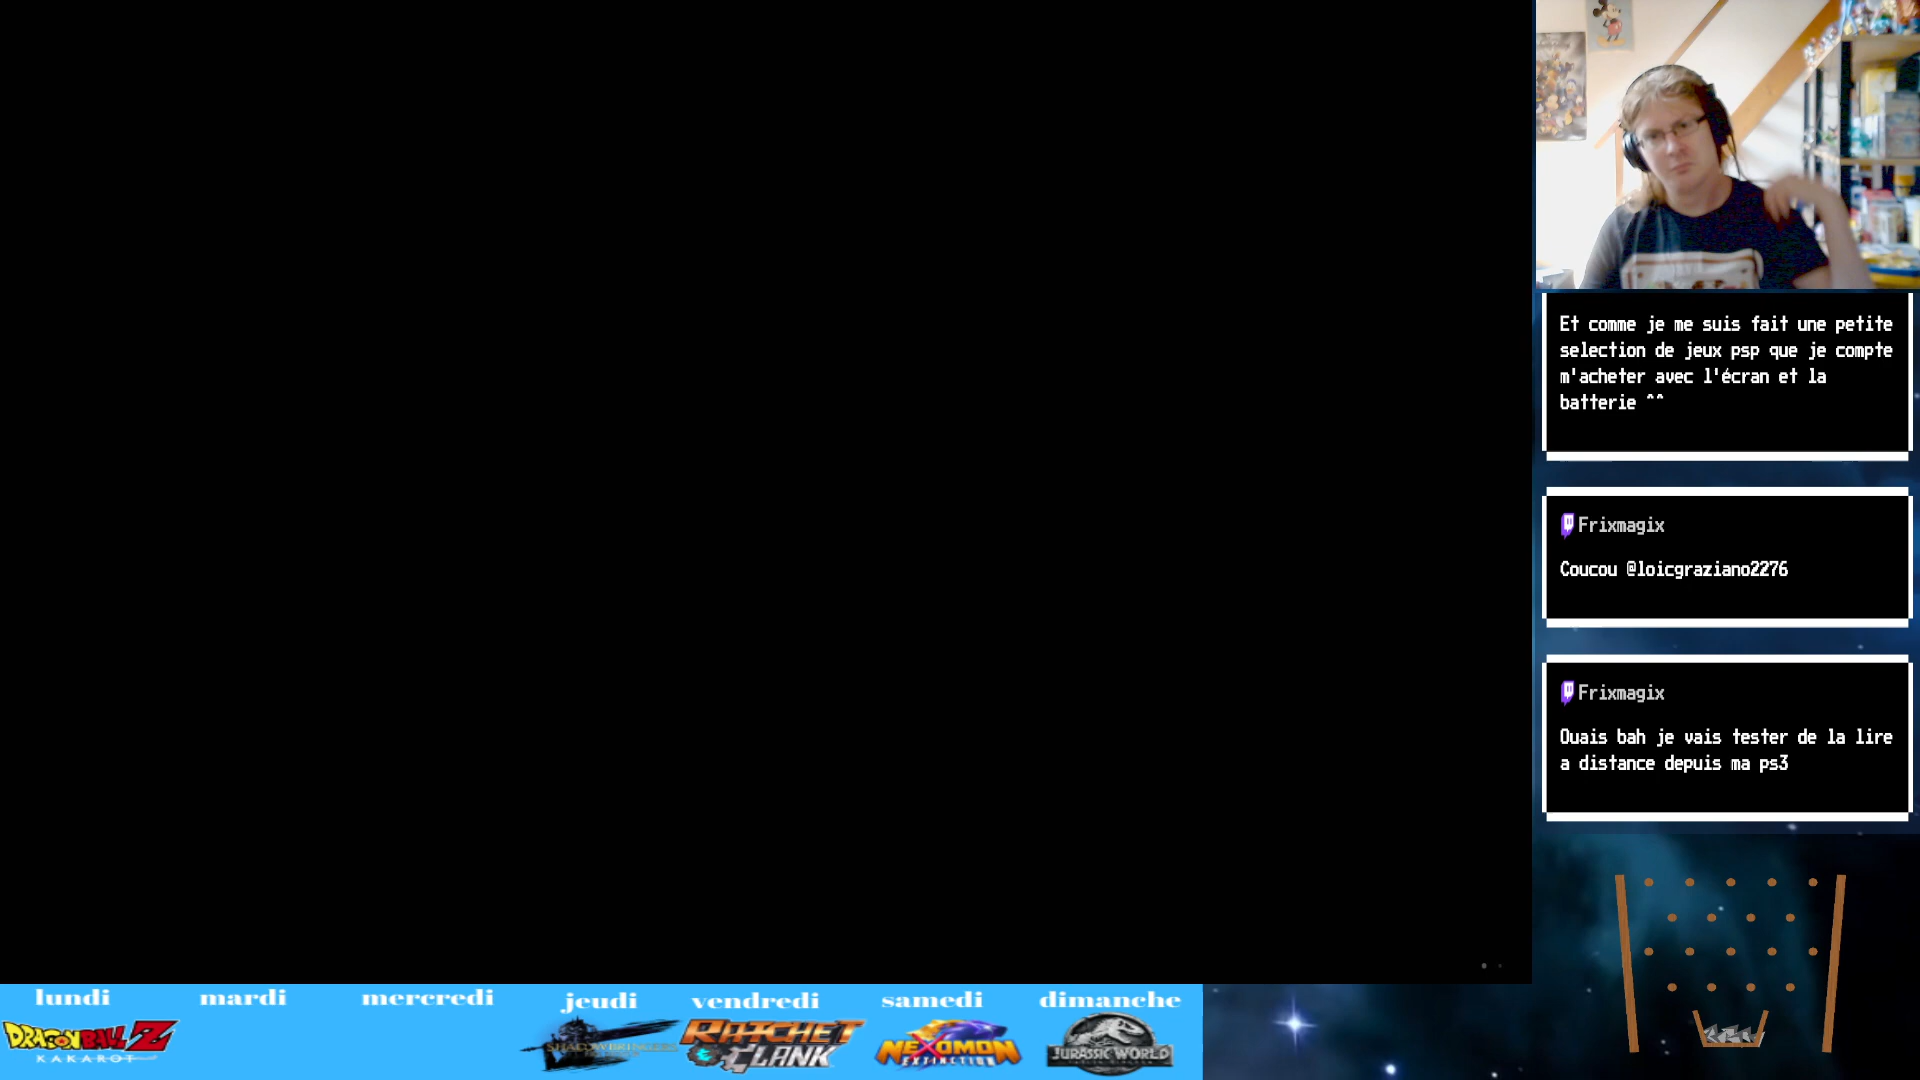 Et comme je me suis fait une petite
selection de jeux psp que je compte
m'acheter avec l'écran et la
batterie ^^
Frixmagix
Coucou @loicgraziano2276
Frixmagix
Ouais bah je vais tester de la lire
a distance depuis ma ps3
lundi mardi mercredi jeudi vendredi samedi dimanche
DRAGON BALL Z
KAKAROT
SHADOWBRINGERS
RATCHET
CLANK
NEXOMON
EXTINCTION
JURASSIC WORLD